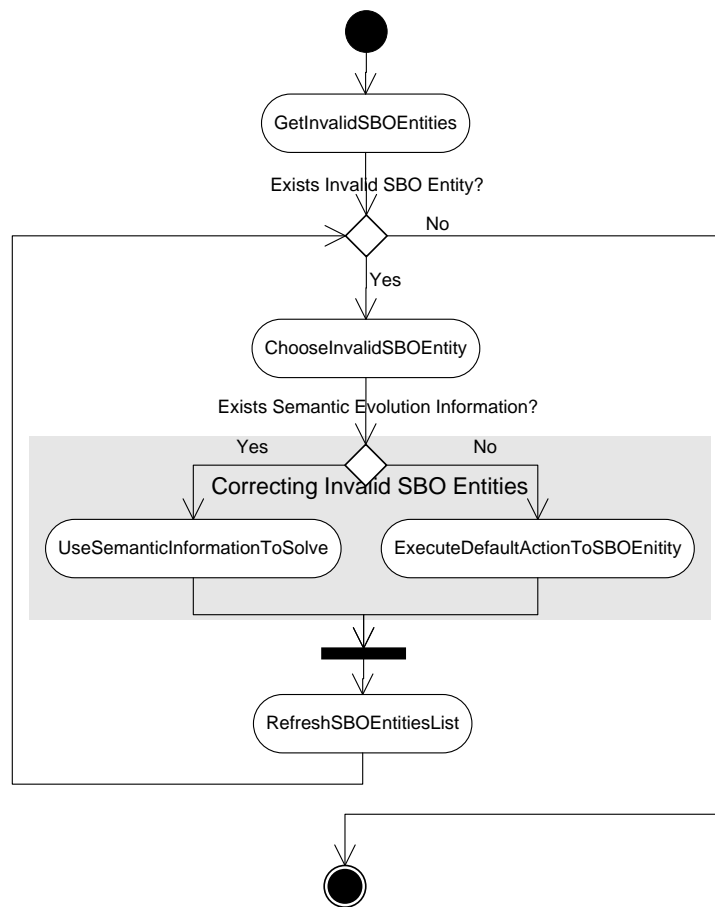 GetInvalidSBOEntities
Exists Invalid SBO Entity?
No
Yes
ChooseInvalidSBOEntity
Exists Semantic Evolution Information?
Yes
No
Correcting Invalid SBO Entities
UseSemanticInformationToSolve
ExecuteDefaultActionToSBOEnitity
RefreshSBOEntitiesList